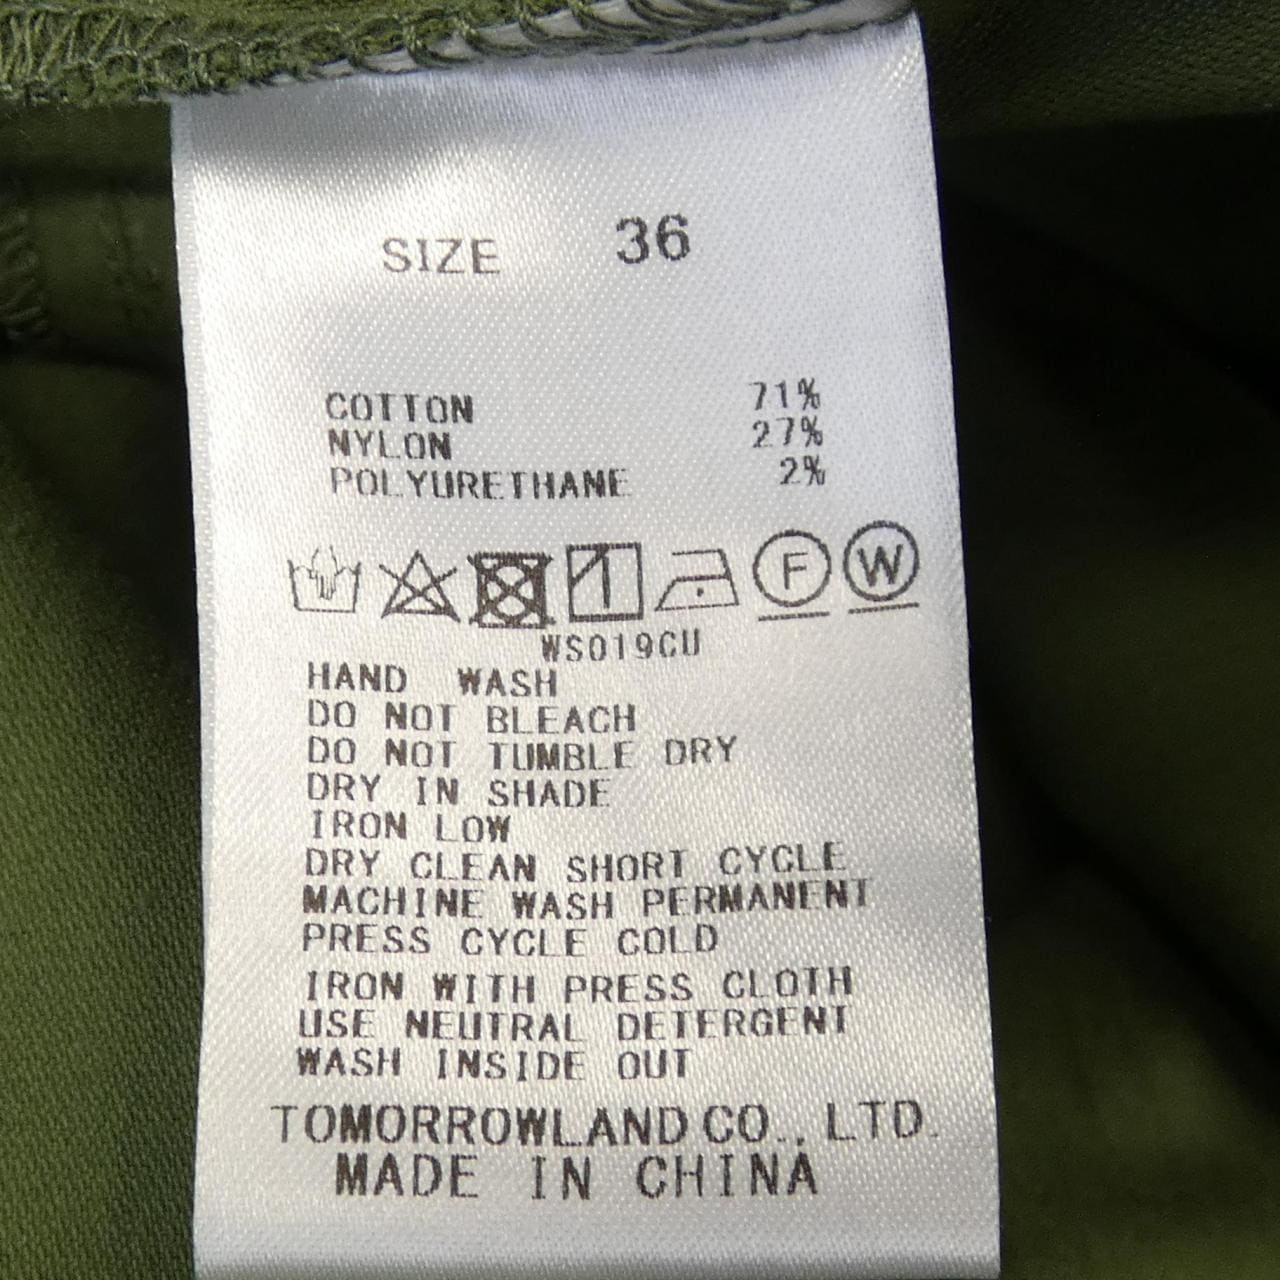 SIZE 36
COTTON 71%
NYLON 27%
POLYURETHANE 2%
F W
WS019CU
HAND WASH
DO NOT BLEACH
DO NOT TUMBLE DRY
DRY IN SHADE
IRON LOW
DRY CLEAN SHORT CYCLE
MACHINE WASH PERMANENT
PRESS CYCLE COLD
IRON WITH PRESS CLOTH
USE NEUTRAL DETERGENT
WASH INSIDE OUT
TOMORROWLAND CO., LTD.
MADE IN CHINA